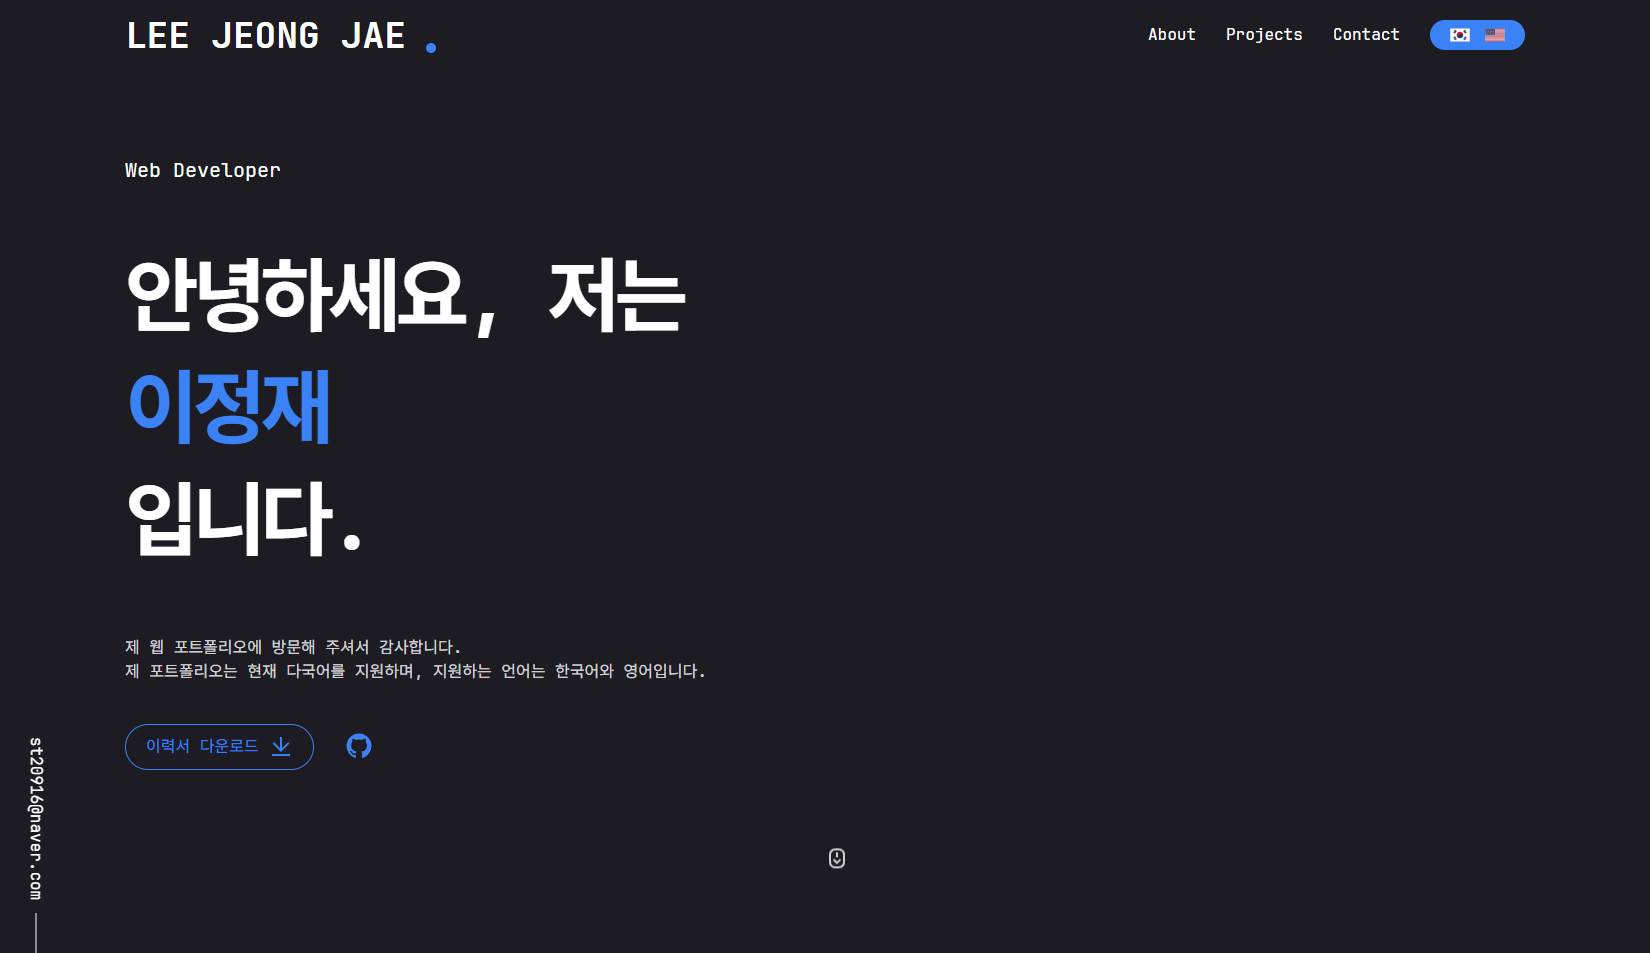 LEE JEONG JAE .
About
Projects
Contact
Web Developer
안녕하세요, 저는
이정재
입니다.
제 웹 포트폴리오에 방문해 주셔서 감사합니다.
제 포트폴리오는 현재 다국어를 지원하며, 지원하는 언어는 한국어와 영어입니다.
이력서 다운로드
st20916@naver.com